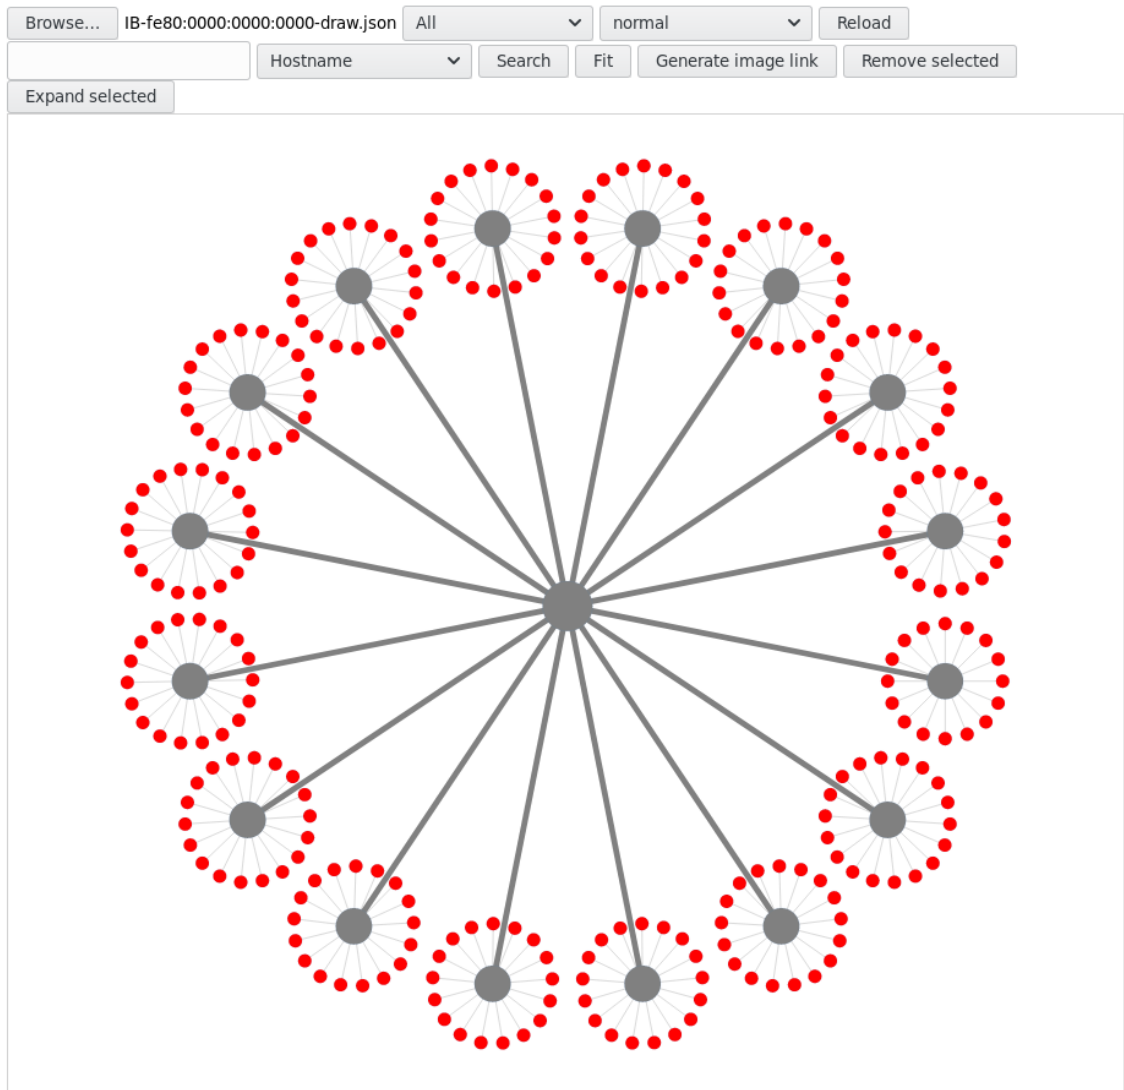 Browse... IB-fe80:0000:0000:0000-draw.json All normal Reload
Hostname Search Fit Generate image link Remove selected
Expand selected